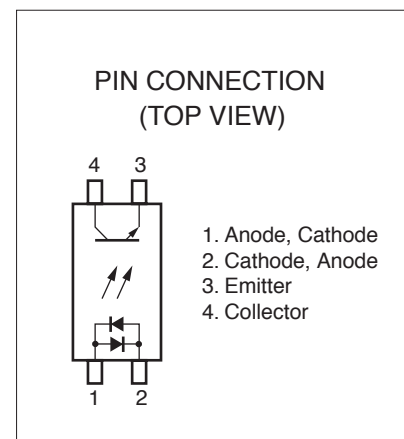 PIN CONNECTION
(TOP VIEW)
4 3
1. Anode, Cathode
2. Cathode, Anode
3. Emitter
4. Collector
1 2